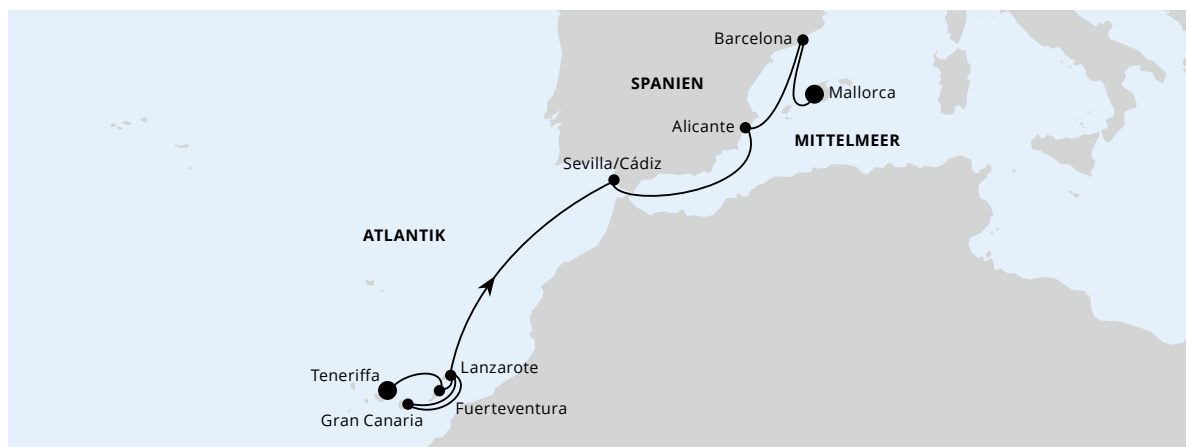 Barcelona
SPANIEN
Mallorca
Alicante
MITTELMEER
Sevilla/Cádiz
ATLANTIK
Lanzarote
Teneriffa
Fuerteventura
Gran Canaria